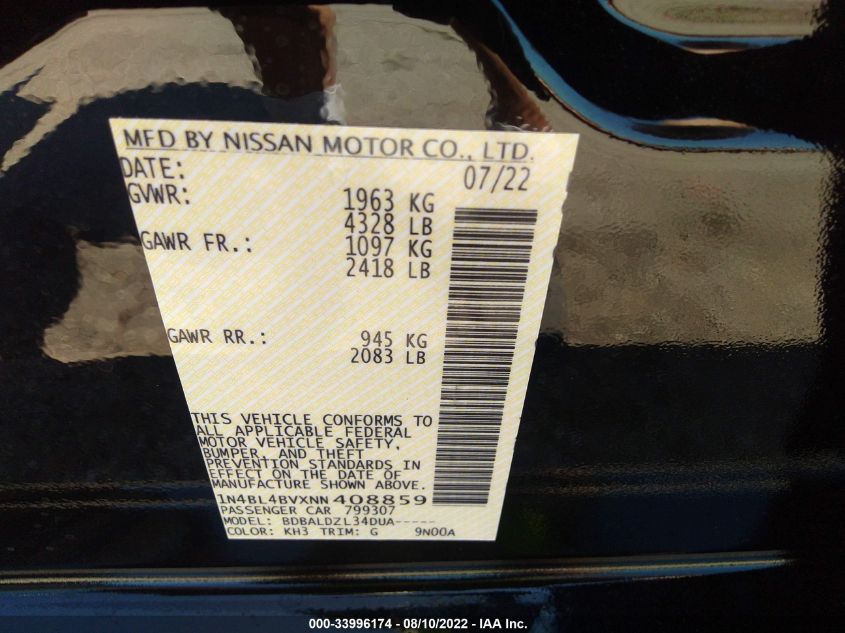 MFD BY NISSAN MOTOR CO., LTD.
DATE: 07/22
GVWR: 1963 KG
4328 LB
GAWR FR.: 1097 KG
2418 LB
GAWR RR.: 945 KG
2083 LB
THIS VEHICLE CONFORMS TO
ALL APPLICABLE FEDERAL
MOTOR VEHICLE SAFETY,
BUMPER, AND THEFT
PREVENTION STANDARDS IN
EFFECT ON THE DATE OF
MANUFACTURE SHOWN ABOVE.
1N4BL4BVXNN408859
PASSENGER CAR 799307
MODEL: BDBALDZL34DUA-----
COLOR: KH3 TRIM: G 9N00A
000-33996174 - 08/10/2022 - IAA Inc.